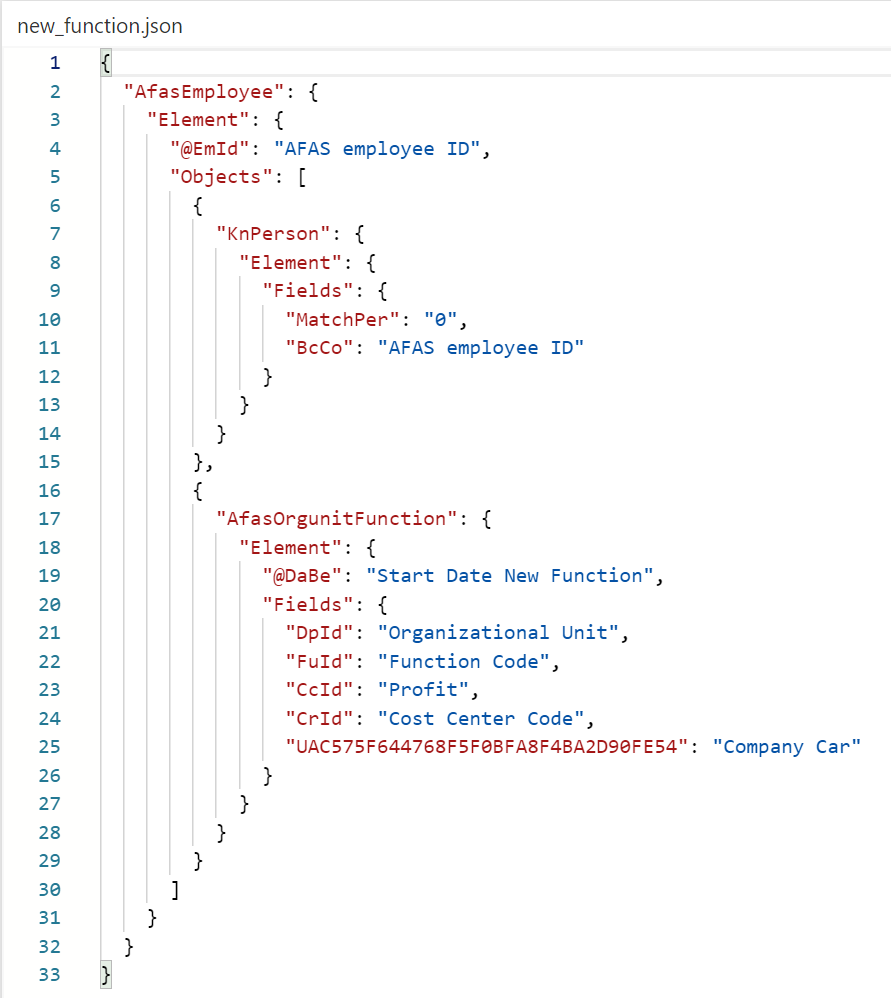 new_function.json
1 {
2   "AfasEmployee": {
3     "Element": {
4       "@EmId": "AFAS employee ID",
5       "Objects": [
6         {
7           "KnPerson": {
8             "Element": {
9               "Fields": {
10                "MatchPer": "0",
11                "BcCo": "AFAS employee ID"
12              }
13            }
14          }
15        },
16        {
17          "AfasOrgunitFunction": {
18            "Element": {
19              "@DaBe": "Start Date New Function",
20              "Fields": {
21                "DpId": "Organizational Unit",
22                "FuId": "Function Code",
23                "CcId": "Profit",
24                "CrId": "Cost Center Code",
25                "UAC575F644768F5F0BFA8F4BA2D90FE54": "Company Car"
26              }
27            }
28          }
29        }
30      ]
31    }
32  }
33 }